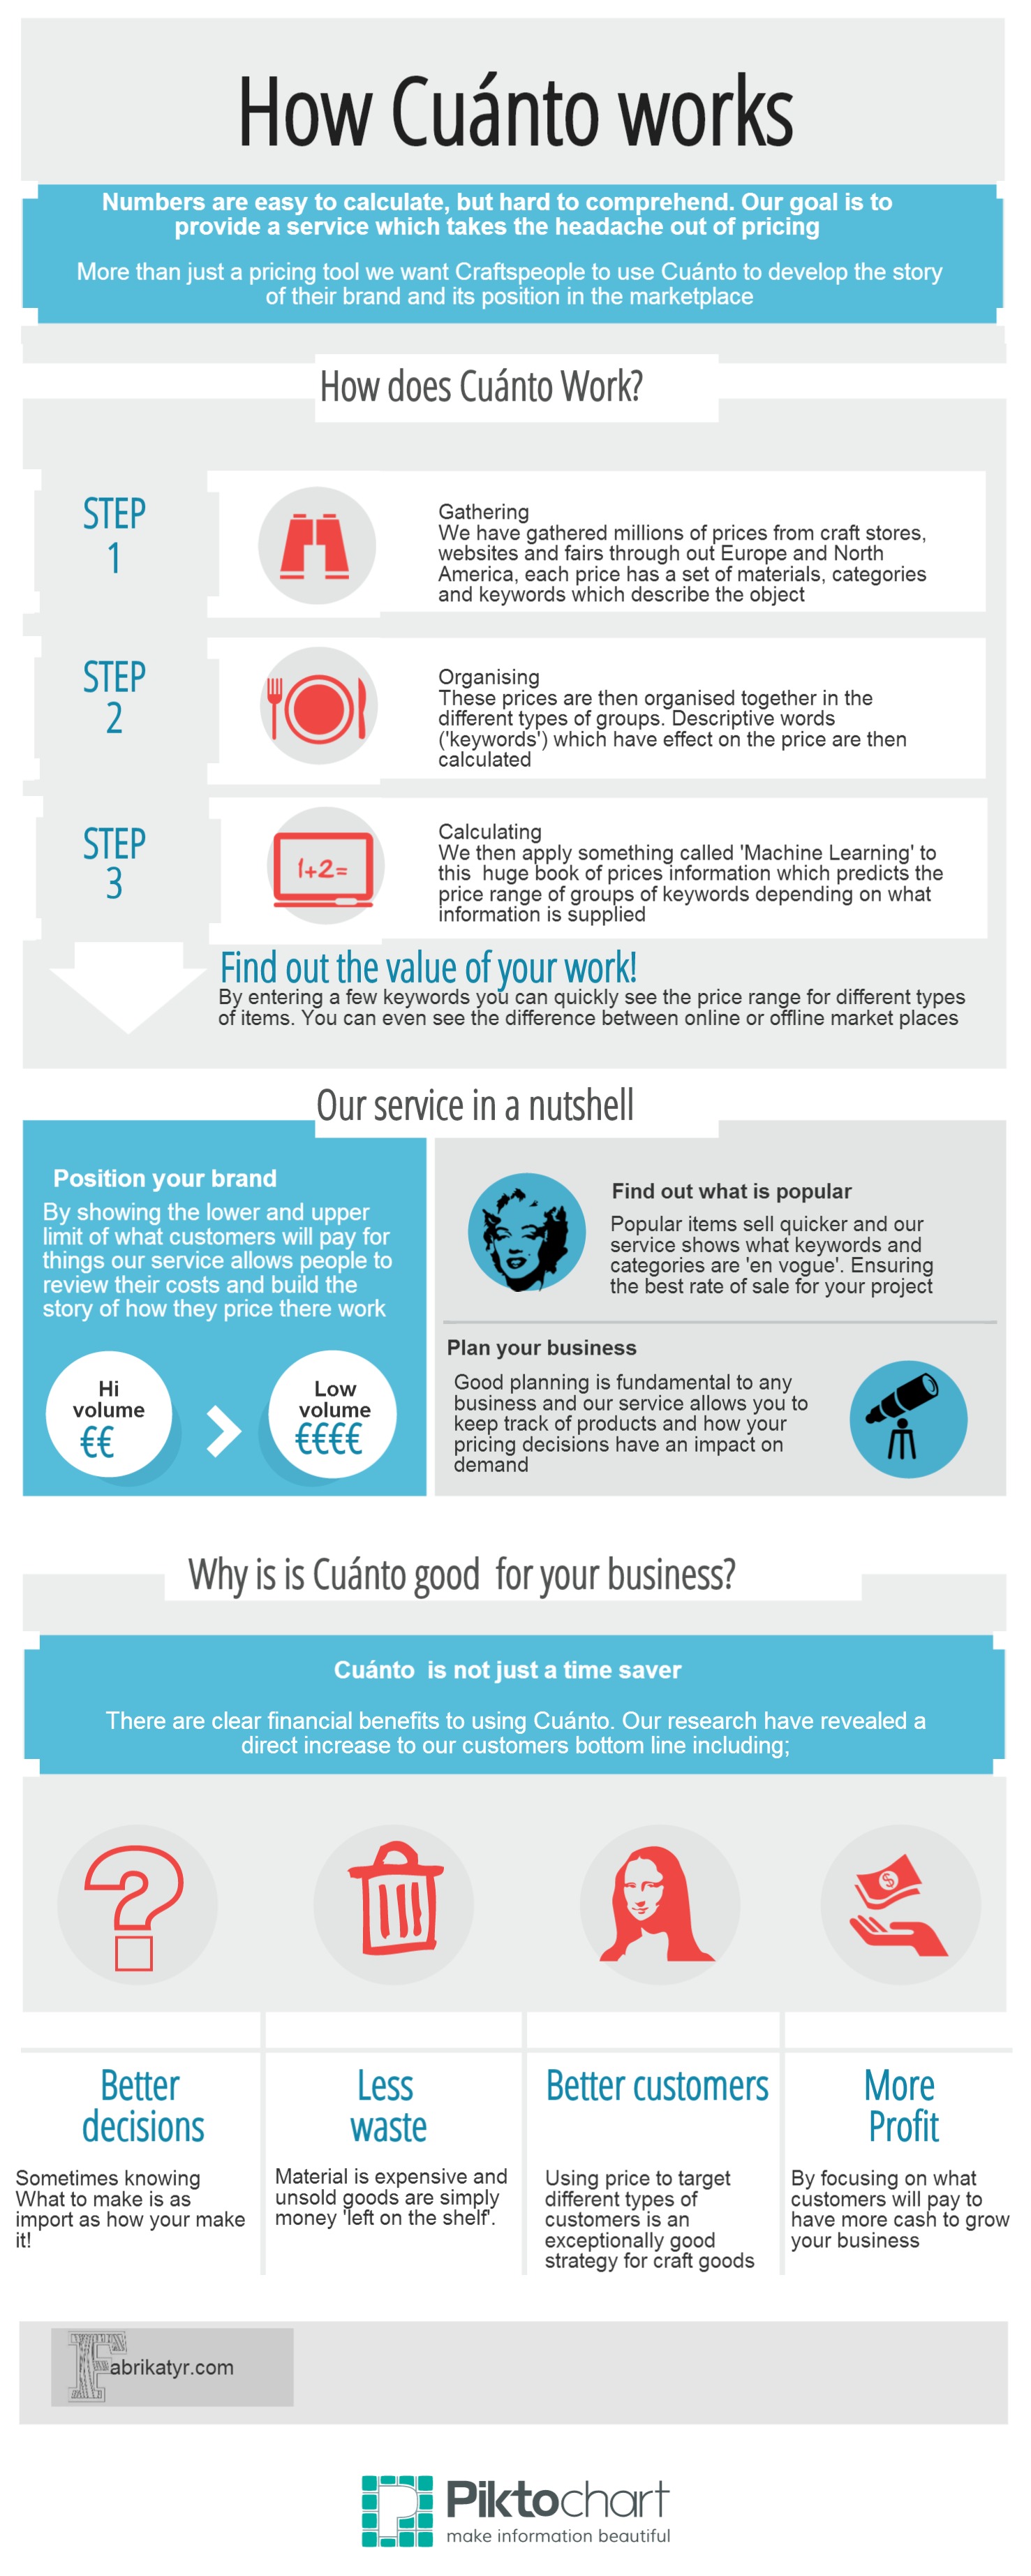 How Cuánto works
Numbers are easy to calculate, but hard to comprehend. Our goal is to
provide a service which takes the headache out of pricing
More than just a pricing tool we want Craftspeople to use Cuánto to develop the story
of their brand and its position in the marketplace
How does Cuánto Work?
STEP
1
Gathering
We have gathered millions of prices from craft stores,
websites and fairs through out Europe and North
America, each price has a set of materials, categories
and keywords which describe the object
STEP
2
Organising
These prices are then organised together in the
different types of groups. Descriptive words
('keywords') which have effect on the price are then
calculated
STEP
3
1+2=
Calculating
We then apply something called 'Machine Learning' to
this  huge book of prices information which predicts the
price range of groups of keywords depending on what
information is supplied
Find out the value of your work!
By entering a few keywords you can quickly see the price range for different types
of items. You can even see the difference between online or offline market places
Our service in a nutshell
Position your brand
By showing the lower and upper
limit of what customers will pay for
things our service allows people to
review their costs and build the
story of how they price there work
Hi
volume
€€
Low
volume
€€€€
Find out what is popular
Popular items sell quicker and our
service shows what keywords and
categories are 'en vogue'. Ensuring
the best rate of sale for your project
Plan your business
Good planning is fundamental to any
business and our service allows you to
keep track of products and how your
pricing decisions have an impact on
demand
Why is is Cuánto good  for your business?
Cuánto  is not just a time saver
There are clear financial benefits to using Cuánto. Our research have revealed a
direct increase to our customers bottom line including;
?
$
Better
decisions
Sometimes knowing
What to make is as
import as how your make
it!
Less
waste
Material is expensive and
unsold goods are simply
money 'left on the shelf'.
Better customers
Using price to target
different types of
customers is an
exceptionally good
strategy for craft goods
More
Profit
By focusing on what
customers will pay to
have more cash to grow
your business
Fabrikatyr.com
Piktochart
make information beautiful